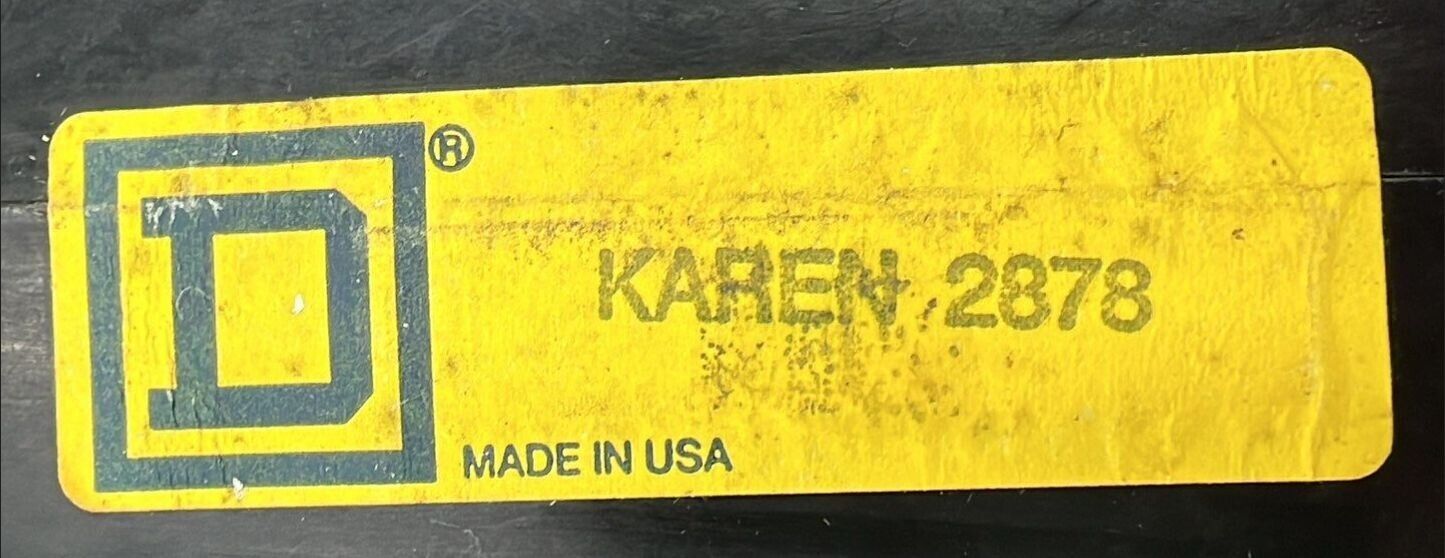 D®
KAREN 2878
MADE IN USA